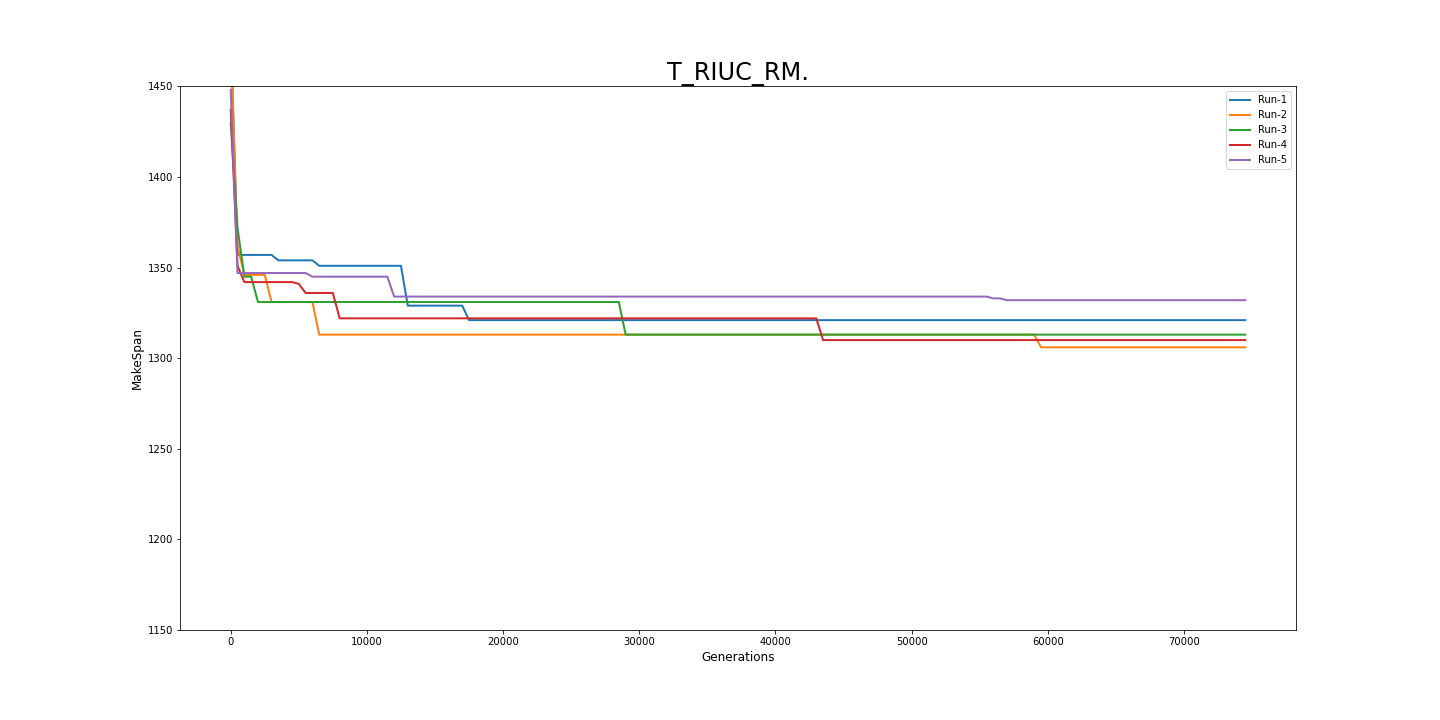 T_RIUC_RM.
1450
1400
1350
1300
1250
1200
1150
MakeSpan
0 10000 20000 30000 40000 50000 60000 70000
Generations
Run-1
Run-2
Run-3
Run-4
Run-5